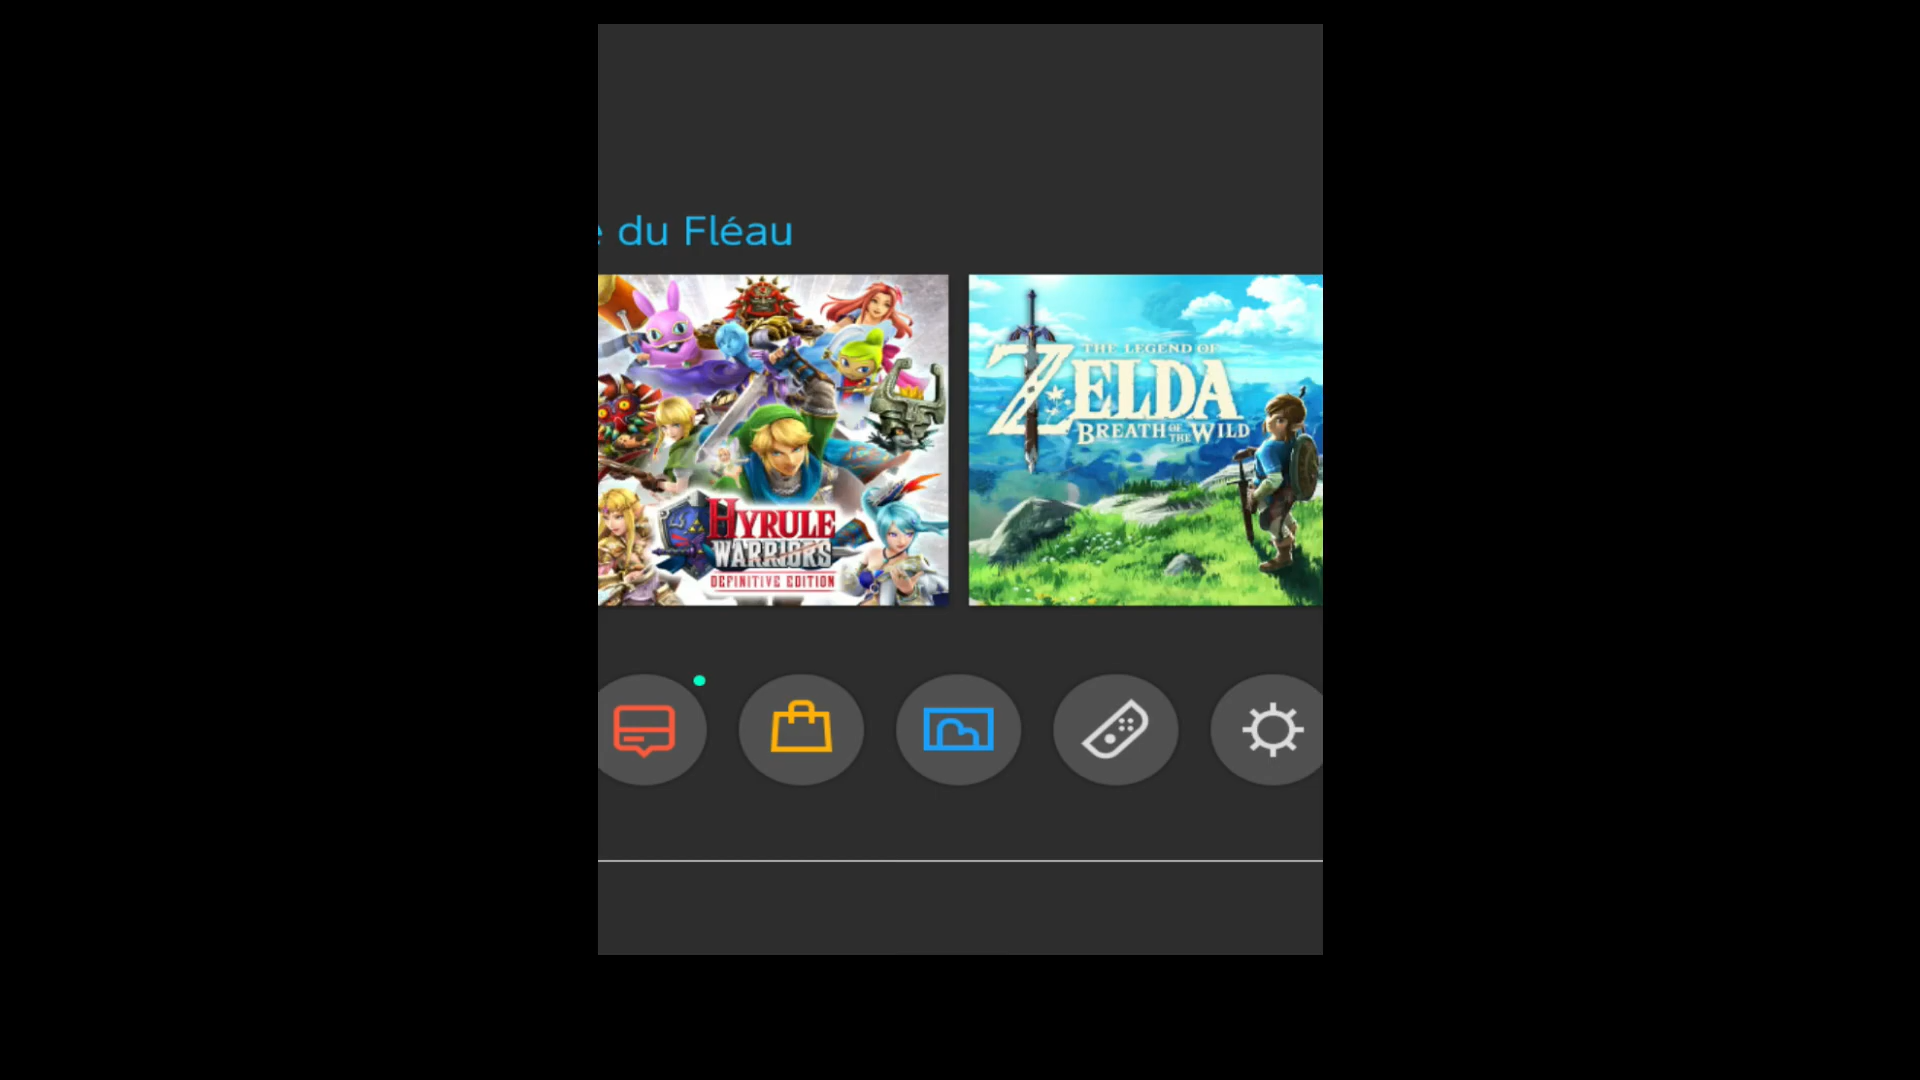 du Fléau
HYRULE
WARRIORS
DEFINITIVE EDITION
THE LEGEND OF
ZELDA
BREATH OF THE WILD